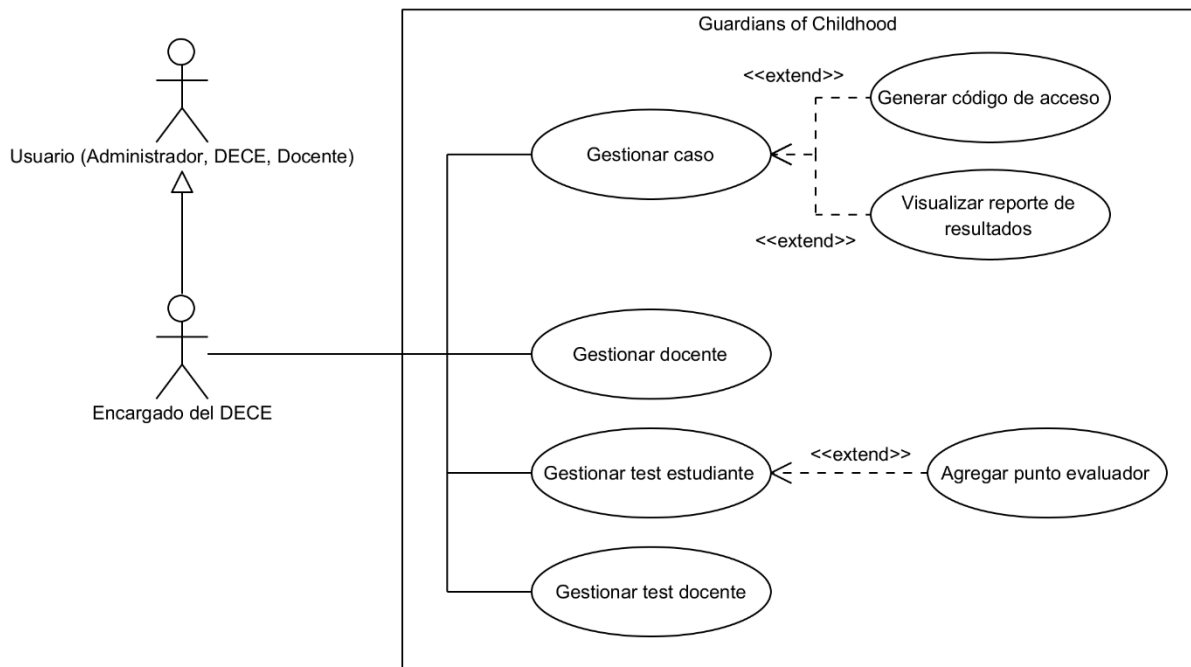 Guardians of Childhood
<<extend>>
Generar código de acceso
Usuario (Administrador, DECE, Docente)
Gestionar caso
Visualizar reporte de
resultados
<<extend>>
Gestionar docente
Encargado del DECE
<<extend>>
Gestionar test estudiante
Agregar punto evaluador
Gestionar test docente